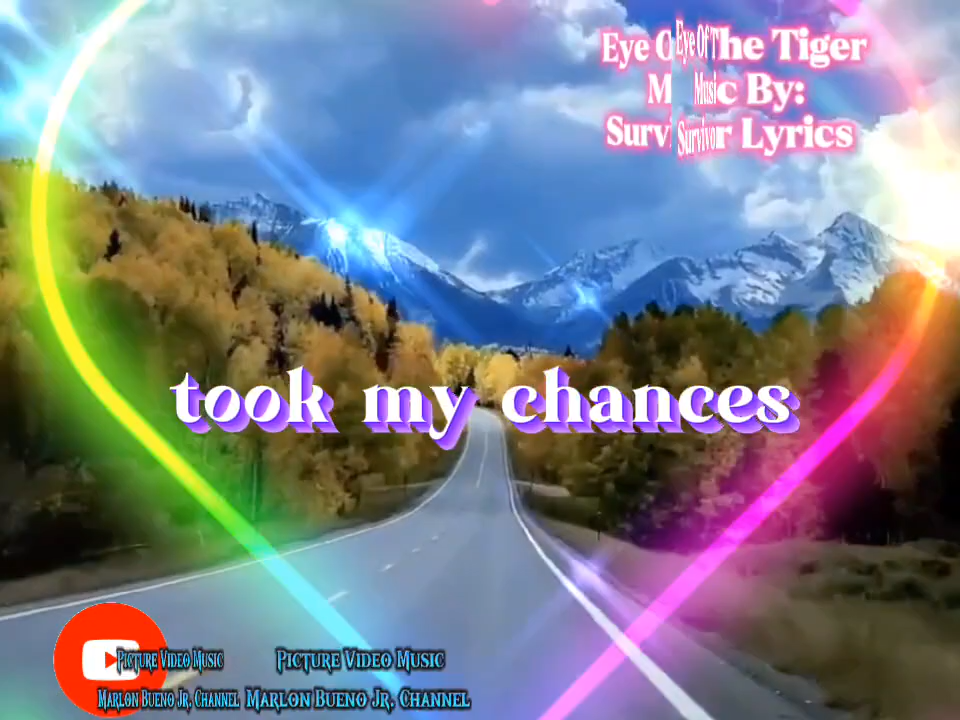 Eye Of The Tiger
Music By:
Survivor Lyrics
took my chances
Picture Video Music Picture Video Music
Marlon Bueno Jr. Channel Marlon Bueno Jr. Channel